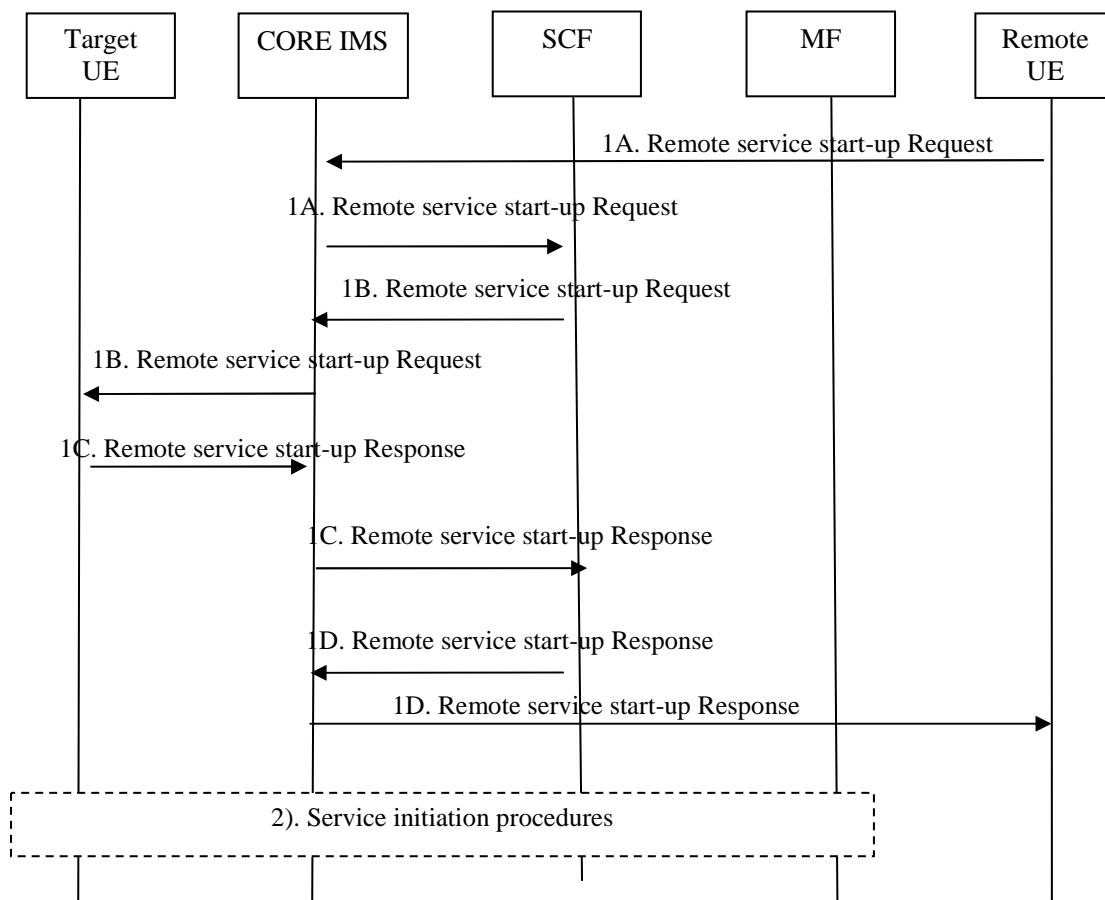 Target
UE
CORE IMS
SCF
MF
Remote
UE
1A. Remote service start-up Request
1A. Remote service start-up Request
1B. Remote service start-up Request
1B. Remote service start-up Request
1C. Remote service start-up Response
1C. Remote service start-up Response
1D. Remote service start-up Response
1D. Remote service start-up Response
2). Service initiation procedures